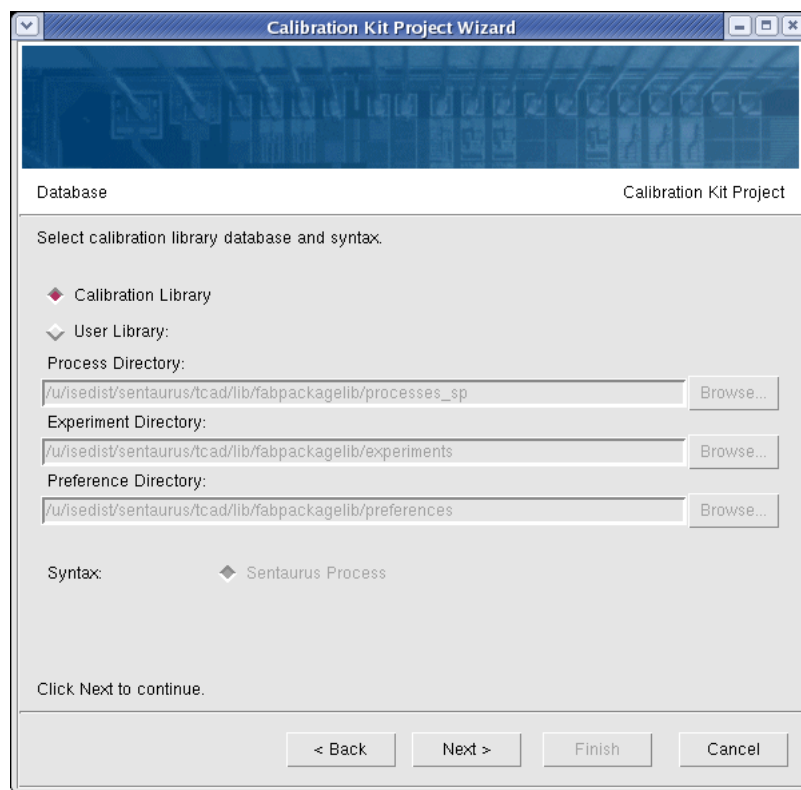 Calibration Kit Project Wizard
Database Calibration Kit Project
Select calibration library database and syntax.
Calibration Library
User Library:
Process Directory:
/u/isedist/sentaurus/tcad/lib/fabpackagelib/processes_sp Browse...
Experiment Directory:
/u/isedist/sentaurus/tcad/lib/fabpackagelib/experiments Browse...
Preference Directory:
/u/isedist/sentaurus/tcad/lib/fabpackagelib/preferences Browse...
Syntax: Sentaurus Process
Click Next to continue.
< Back Next > Finish Cancel